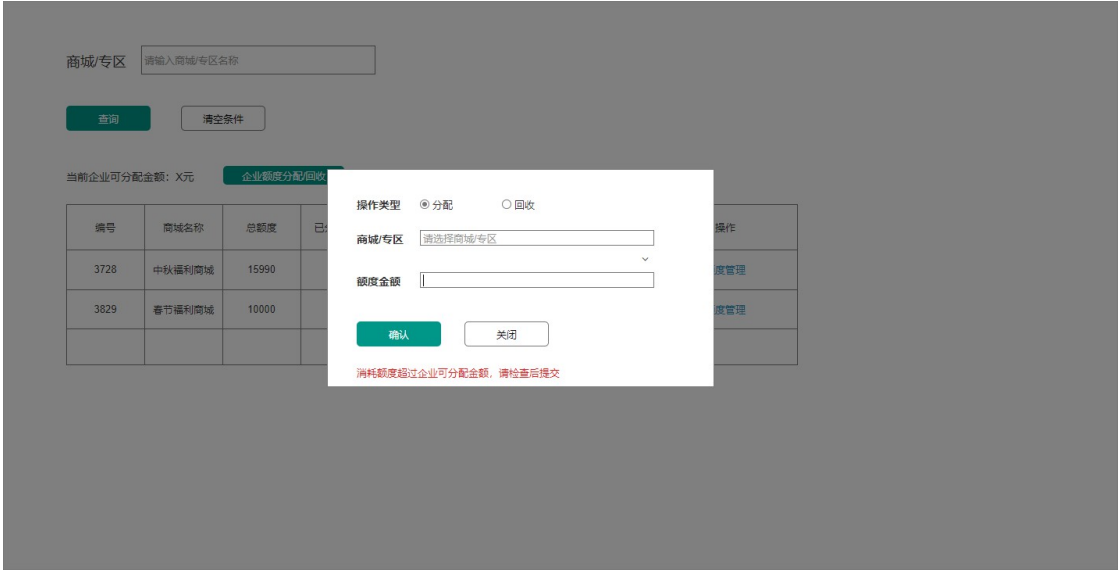 商城/专区 请输入商城/专区名称
查询 清空条件
当前企业可分配金额：X元 企业额度分配/回收
操作类型 分配 回收
编号 商城名称 总额度 已 操作
商城/专区 请选择商城/专区
3728 中秋福利商城 15990 度管理
额度金额
3829 春节福利商城 10000 度管理
确认 关闭
消耗额度超过企业可分配金额，请检查后提交